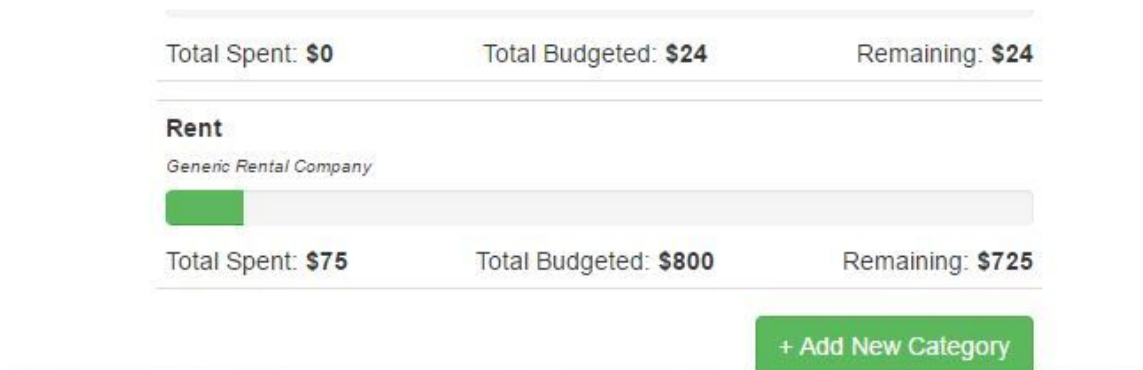 Total Spent: $0 Total Budgeted: $24 Remaining: $24
Rent
Generic Rental Company
Total Spent: $75 Total Budgeted: $800 Remaining: $725
+ Add New Category